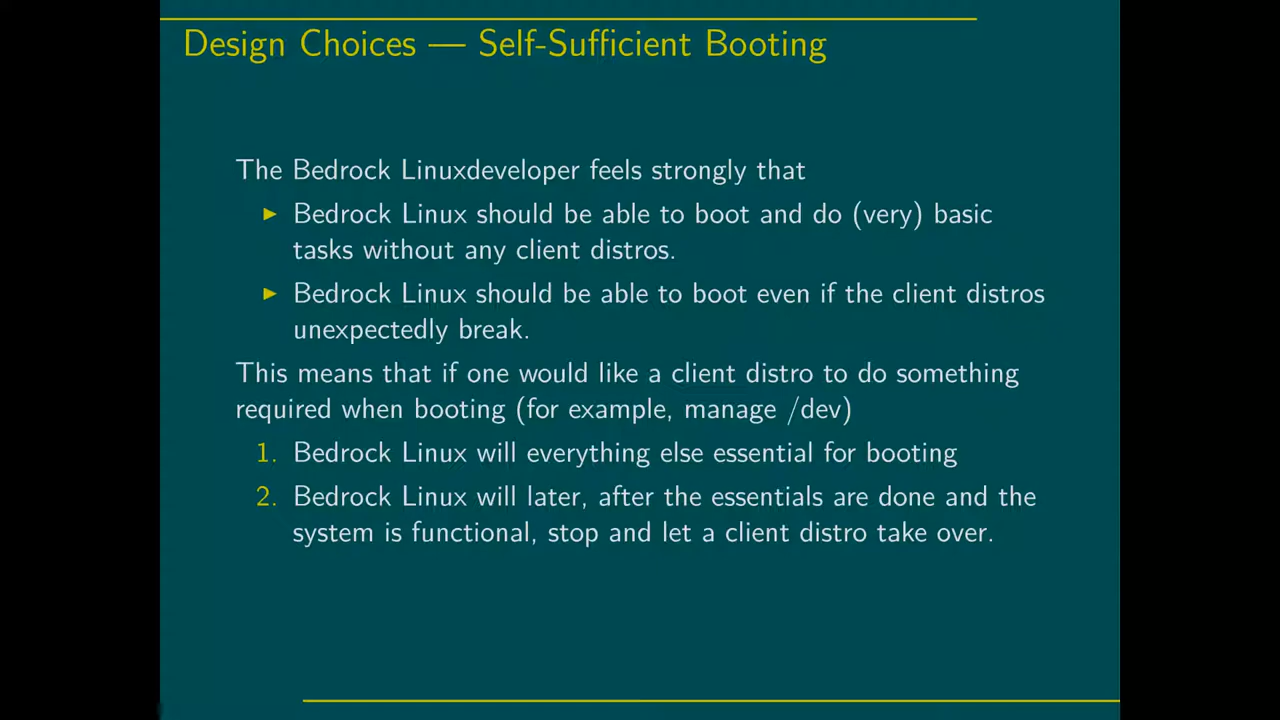 Design Choices — Self-Sufficient Booting
The Bedrock Linuxdeveloper feels strongly that
▶ Bedrock Linux should be able to boot and do (very) basic
tasks without any client distros.
▶ Bedrock Linux should be able to boot even if the client distros
unexpectedly break.
This means that if one would like a client distro to do something
required when booting (for example, manage /dev)
1. Bedrock Linux will everything else essential for booting
2. Bedrock Linux will later, after the essentials are done and the
system is functional, stop and let a client distro take over.